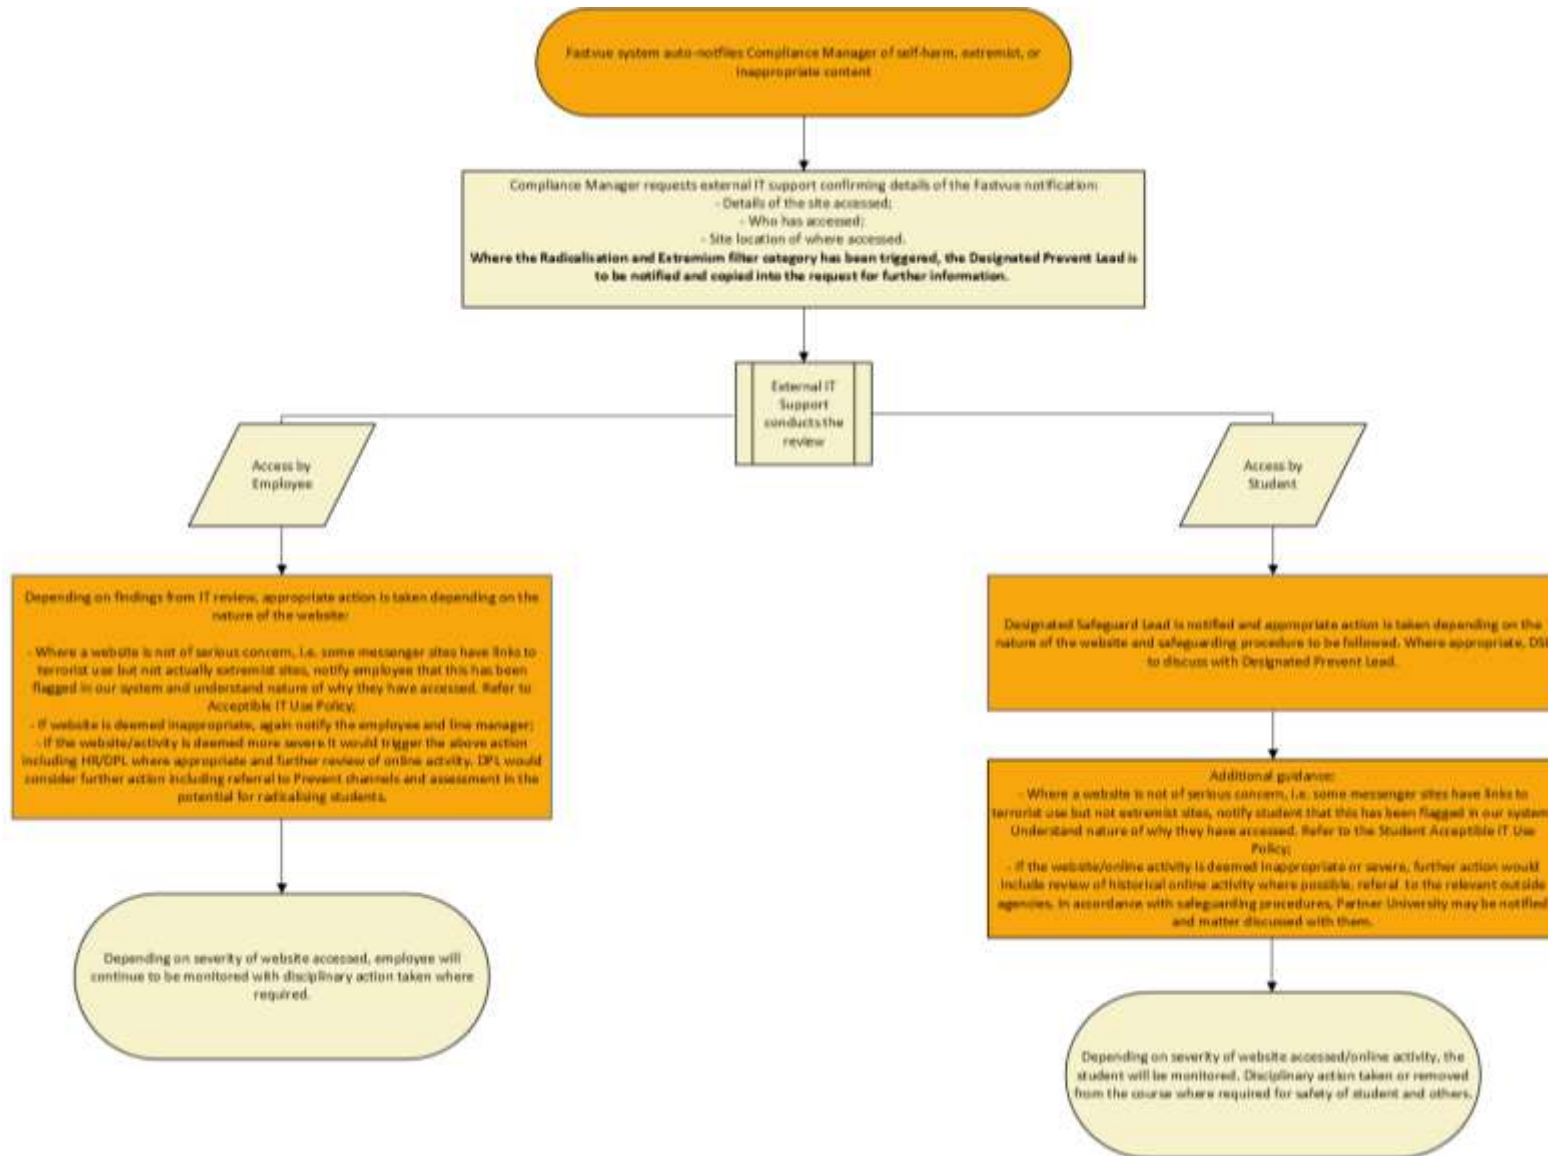 Fastvue system auto-notifies Compliance Manager of self-harm, extremist, or
inappropriate content
Compliance Manager requests external IT support confirming details of the Fastvue notification:
- Details of the site accessed;
- Who has accessed;
- Site location of where accessed.
Where the Radicalisation and Extremism filter category has been triggered, the Designated Prevent Lead is
to be notified and copied into the request for further information.
External IT
Support
conducts the
review
Access by
Employee
Access by
Student
Depending on findings from IT review, appropriate action is taken depending on the
nature of the website:
- Where a website is not of serious concern, i.e. some messenger sites have links to
terrorist use but not actually extremist sites, notify employee that this has been
flagged in our system and understand nature of why they have accessed. Refer to
Acceptible IT Use Policy;
- If website is deemed inappropriate, again notify the employee and line manager;
- If the website/activity is deemed more severe it would trigger the above action
including HR/DPL where appropriate and further review of online activity. DPL would
consider further action including referral to Prevent channels and assessment in the
potential for radicalising students.
Depending on severity of website accessed, employee will
continue to be monitored with disciplinary action taken where
required.
Designated Safeguard Lead is notified and appropriate action is taken depending on the
nature of the website and safeguarding procedure to be followed. Where appropriate, DSL
to discuss with Designated Prevent Lead.
Additional guidance:
- Where a website is not of serious concern, i.e. some messenger sites have links to
terrorist use but not extremist sites, notify student that this has been flagged in our system.
Understand nature of why they have accessed. Refer to the Student Acceptible IT Use
Policy;
- If the website/online activity is deemed inappropriate or severe, further action would
include review of historical online activity where possible, referal to the relevant outside
agencies. In accordance with safeguarding procedures, Partner University may be notified
and matter discussed with them.
Depending on severity of website accessed/online activity, the
student will be monitored. Disciplinary action taken or removed
from the course where required for safety of student and others.